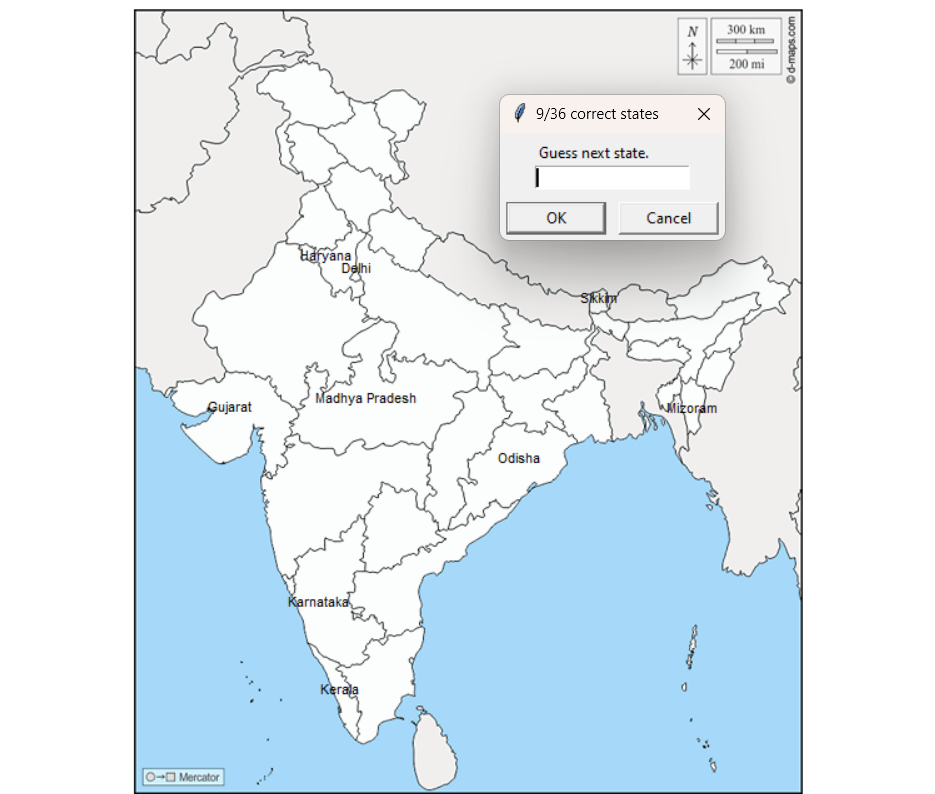 N
300 km
200 mi
© d-maps.com
9/36 correct states
Guess next state.
OK
Cancel
Haryana
Delhi
Sikkim
Madhya Pradesh
Gujarat
Mizoram
Odisha
Karnataka
Kerala
Mercator